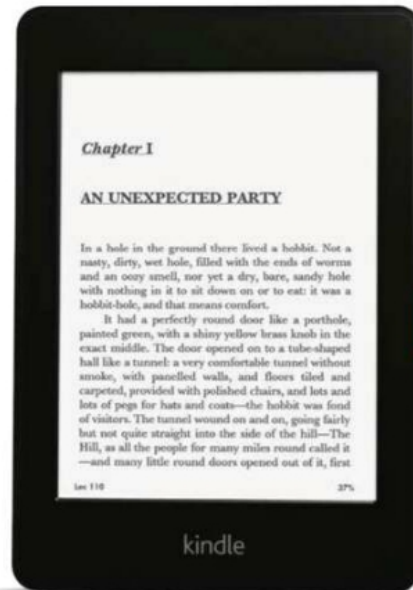 Chapter I
AN UNEXPECTED PARTY
In a hole in the ground there lived a hobbit. Not a
nasty, dirty, wet hole, filled with the ends of worms
and an oozy smell, nor yet a dry, bare, sandy hole
with nothing in it to sit down on or to eat: it was a
hobbit-hole, and that means comfort.
It had a perfectly round door like a porthole,
painted green, with a shiny yellow brass knob in the
exact middle. The door opened on to a tube-shaped
hall like a tunnel: a very comfortable tunnel without
smoke, with panelled walls, and floors tiled and
carpeted, provided with polished chairs, and lots and
lots of pegs for hats and coats—the hobbit was fond
of visitors. The tunnel wound on and on, going fairly
but not quite straight into the side of the hill—The
Hill, as all the people for many miles round called it
—and many little round doors opened out of it, first
Loc 110 37%
kindle